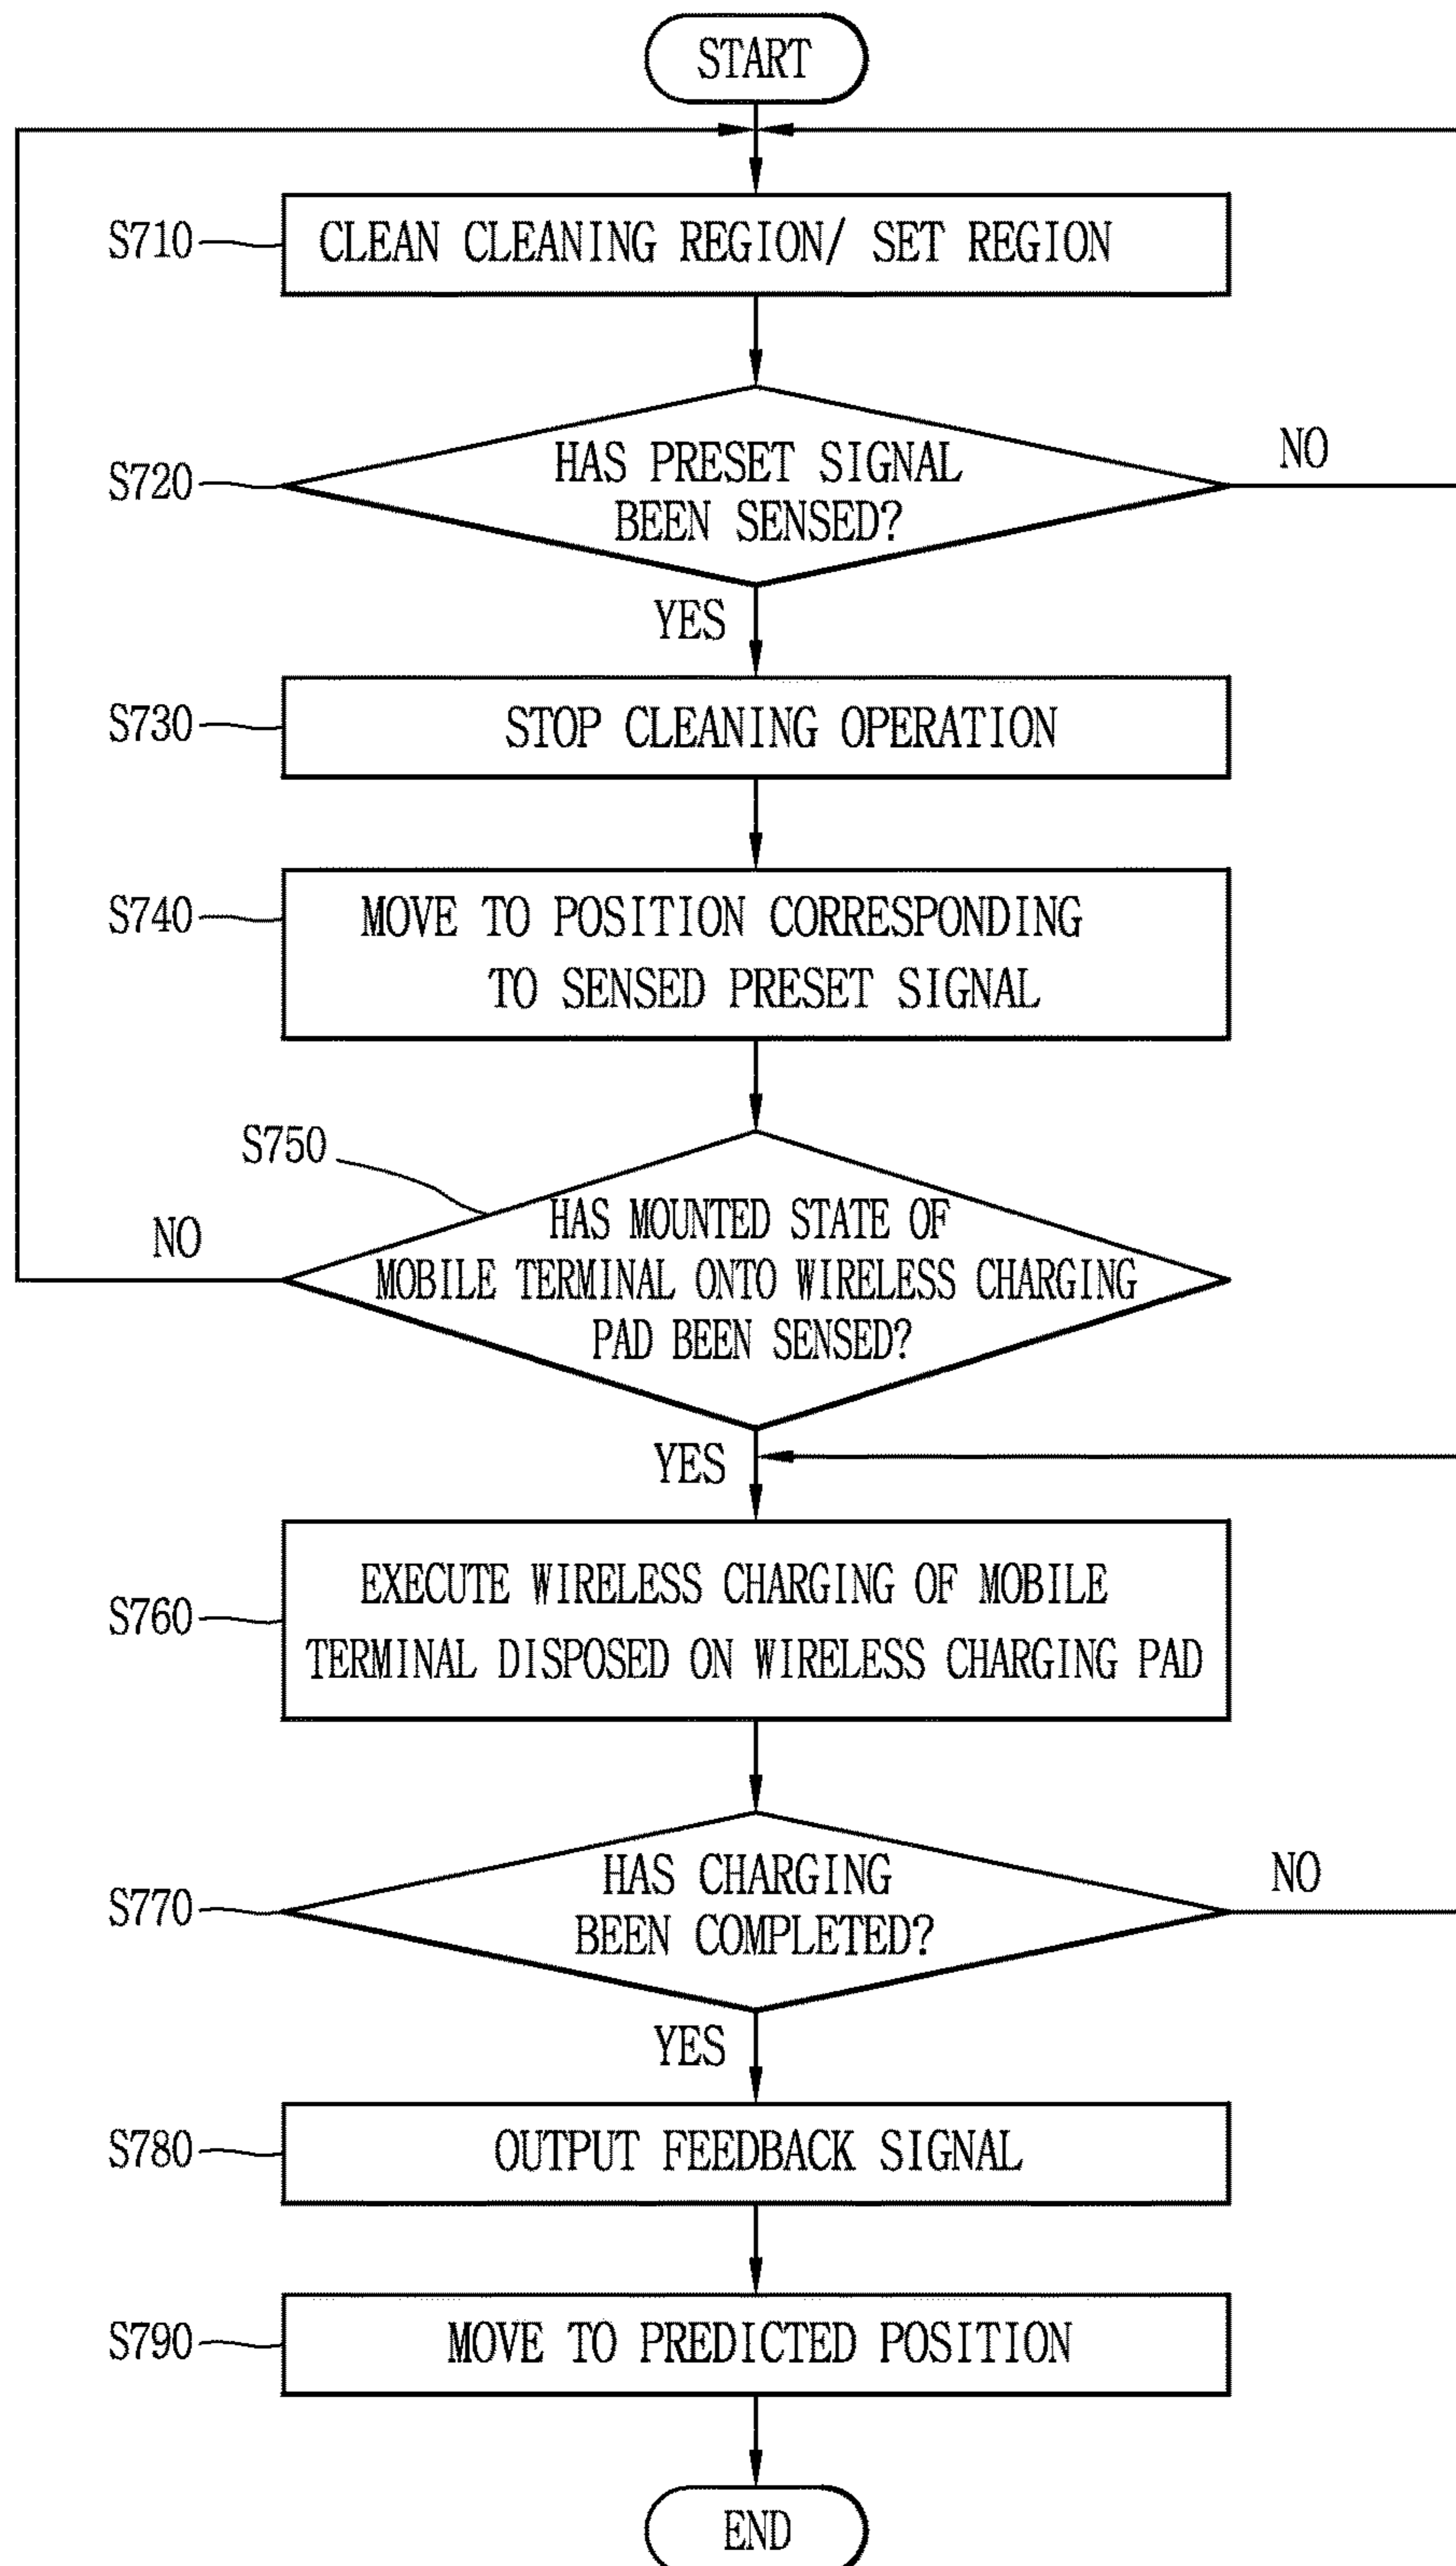 START
S710
CLEAN CLEANING REGION/ SET REGION
S720
HAS PRESET SIGNAL
BEEN SENSED?
NO
YES
S730
STOP CLEANING OPERATION
S740
MOVE TO POSITION CORRESPONDING
TO SENSED PRESET SIGNAL
S750
HAS MOUNTED STATE OF
MOBILE TERMINAL ONTO WIRELESS CHARGING
PAD BEEN SENSED?
NO
YES
S760
EXECUTE WIRELESS CHARGING OF MOBILE
TERMINAL DISPOSED ON WIRELESS CHARGING PAD
S770
HAS CHARGING
BEEN COMPLETED?
NO
YES
S780
OUTPUT FEEDBACK SIGNAL
S790
MOVE TO PREDICTED POSITION
END